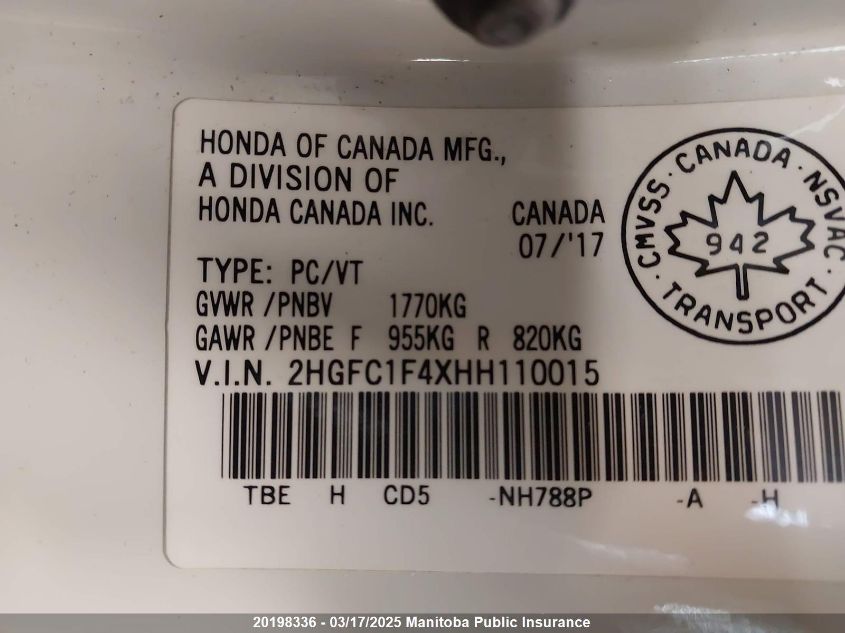 HONDA OF CANADA MFG.,
A DIVISION OF
HONDA CANADA INC. CANADA
07/'17
TYPE: PC/VT
GVWR /PNBV 1770KG
GAWR /PNBE F 955KG R 820KG
V.I.N. 2HGFC1F4XHH110015
TBE H CD5 -NH788P -A -H
CMVSS · CANADA · NSVAC · TRANSPORT ·
942
20198336 - 03/17/2025 Manitoba Public Insurance